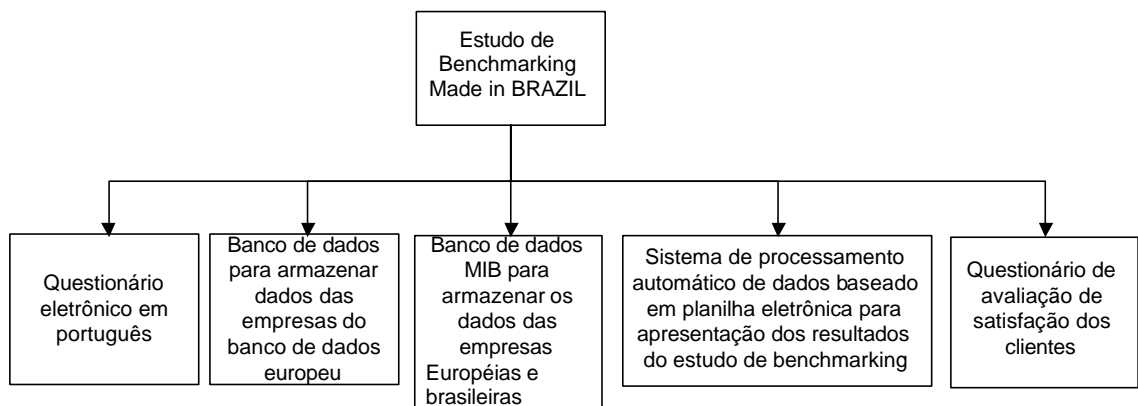 Estudo de
Benchmarking
Made in BRAZIL
Questionário
eletrônico em
português
Banco de dados
para armazenar
dados das
empresas do
banco de dados
europeu
Banco de dados
MIB para
armazenar os
dados das
empresas
Européias e
brasileiras
Sistema de processamento
automático de dados baseado
em planilha eletrônica para
apresentação dos resultados
do estudo de benchmarking
Questionário de
avaliação de
satisfação dos
clientes